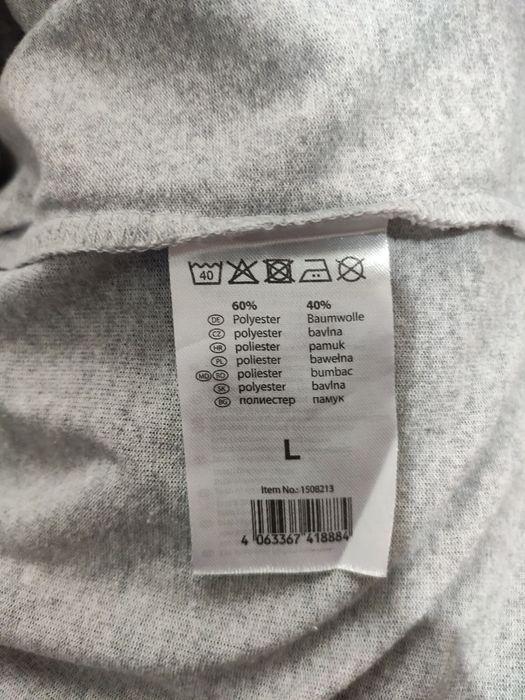 40
60% 40%
DE Polyester Baumwolle
CZ polyester bavlna
HR poliester pamuk
PL poliester bawełna
MD RO poliester bumbac
SK polyester bavlna
BG полиестер памук
L
Item No.: 1508213
4 063367 418884